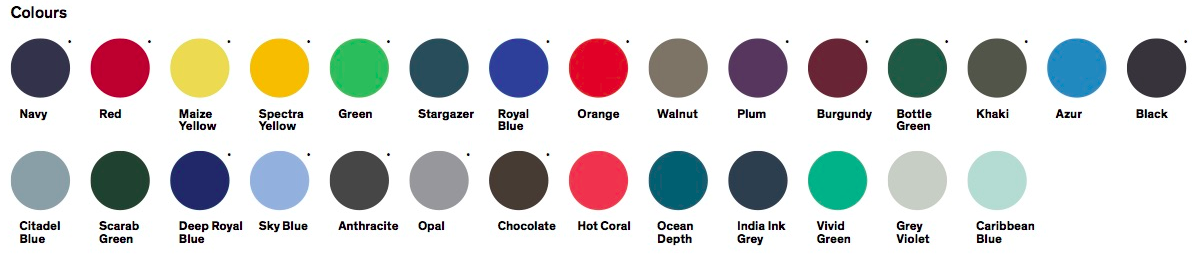 Colours
Navy Red Maize Spectra Green Stargazer Royal Orange Walnut Plum Burgundy Bottle Khaki Azur Black
Yellow Yellow Blue Green
Citadel Scarab Deep Royal Sky Blue Anthracite Opal Chocolate Hot Coral Ocean India Ink Vivid Grey Caribbean
Blue Green Blue Depth Grey Green Violet Blue